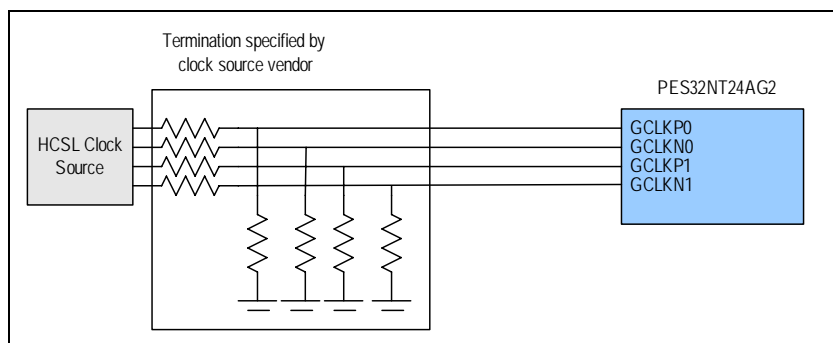 Termination specified by
clock source vendor
PES32NT24AG2
HCSL Clock
Source
GCLKP0
GCLKN0
GCLKP1
GCLKN1